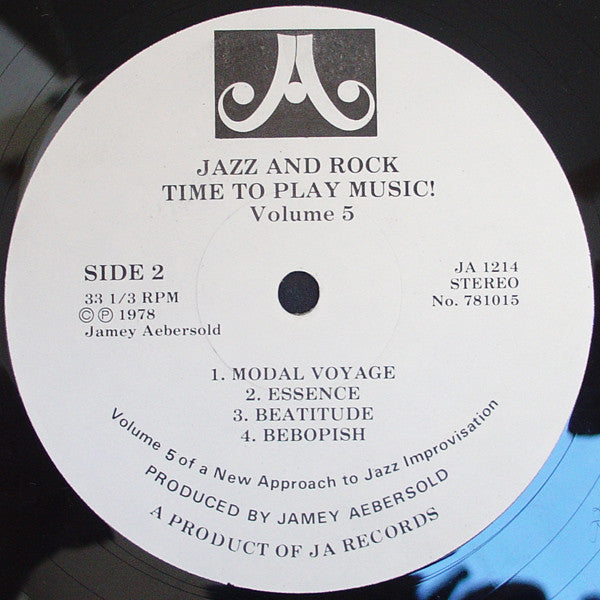 JAZZ AND ROCK
TIME TO PLAY MUSIC!
Volume 5
SIDE 2
33 1/3 RPM
© ℗ 1978
Jamey Aebersold
JA 1214
STEREO
No. 781015
1. MODAL VOYAGE
2. ESSENCE
3. BEATITUDE
4. BEBOPISH
Volume 5 of a New Approach to Jazz Improvisation
PRODUCED BY JAMEY AEBERSOLD
A PRODUCT OF JA RECORDS